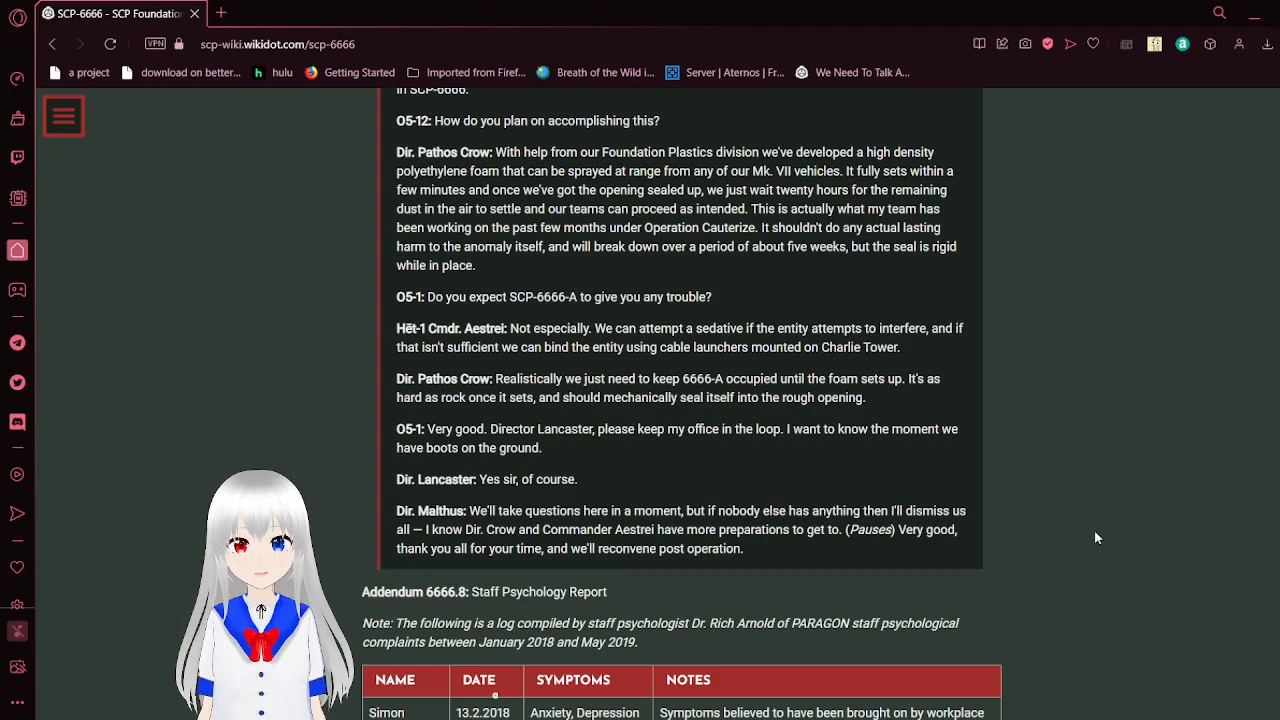 SCP-6666 - SCP Foundation
scp-wiki.wikidot.com/scp-6666
VPN
a project
download on better...
hulu
Getting Started
Imported from Firef...
Breath of the Wild i...
Server | Aternos | Fr...
We Need To Talk A...
in SCP-6666.
O5-12: How do you plan on accomplishing this?
Dir. Pathos Crow: With help from our Foundation Plastics division we've developed a high density
polyethylene foam that can be sprayed at range from any of our Mk. VII vehicles. It fully sets within a
few minutes and once we've got the opening sealed up, we just wait twenty hours for the remaining
dust in the air to settle and our teams can proceed as intended. This is actually what my team has
been working on the past few months under Operation Cauterize. It shouldn't do any actual lasting
harm to the anomaly itself, and will break down over a period of about five weeks, but the seal is rigid
while in place.
O5-1: Do you expect SCP-6666-A to give you any trouble?
Hēt-1 Cmdr. Aestrei: Not especially. We can attempt a sedative if the entity attempts to interfere, and if
that isn't sufficient we can bind the entity using cable launchers mounted on Charlie Tower.
Dir. Pathos Crow: Realistically we just need to keep 6666-A occupied until the foam sets up. It's as
hard as rock once it sets, and should mechanically seal itself into the rough opening.
O5-1: Very good. Director Lancaster, please keep my office in the loop. I want to know the moment we
have boots on the ground.
Dir. Lancaster: Yes sir, of course.
Dir. Malthus: We'll take questions here in a moment, but if nobody else has anything then I'll dismiss us
all — I know Dir. Crow and Commander Aestrei have more preparations to get to. (Pauses) Very good,
thank you all for your time, and we'll reconvene post operation.
Addendum 6666.8: Staff Psychology Report
Note: The following is a log compiled by staff psychologist Dr. Rich Arnold of PARAGON staff psychological
complaints between January 2018 and May 2019.
NAME DATE SYMPTOMS NOTES
Simon 13.2.2018 Anxiety, Depression Symptoms believed to have been brought on by workplace